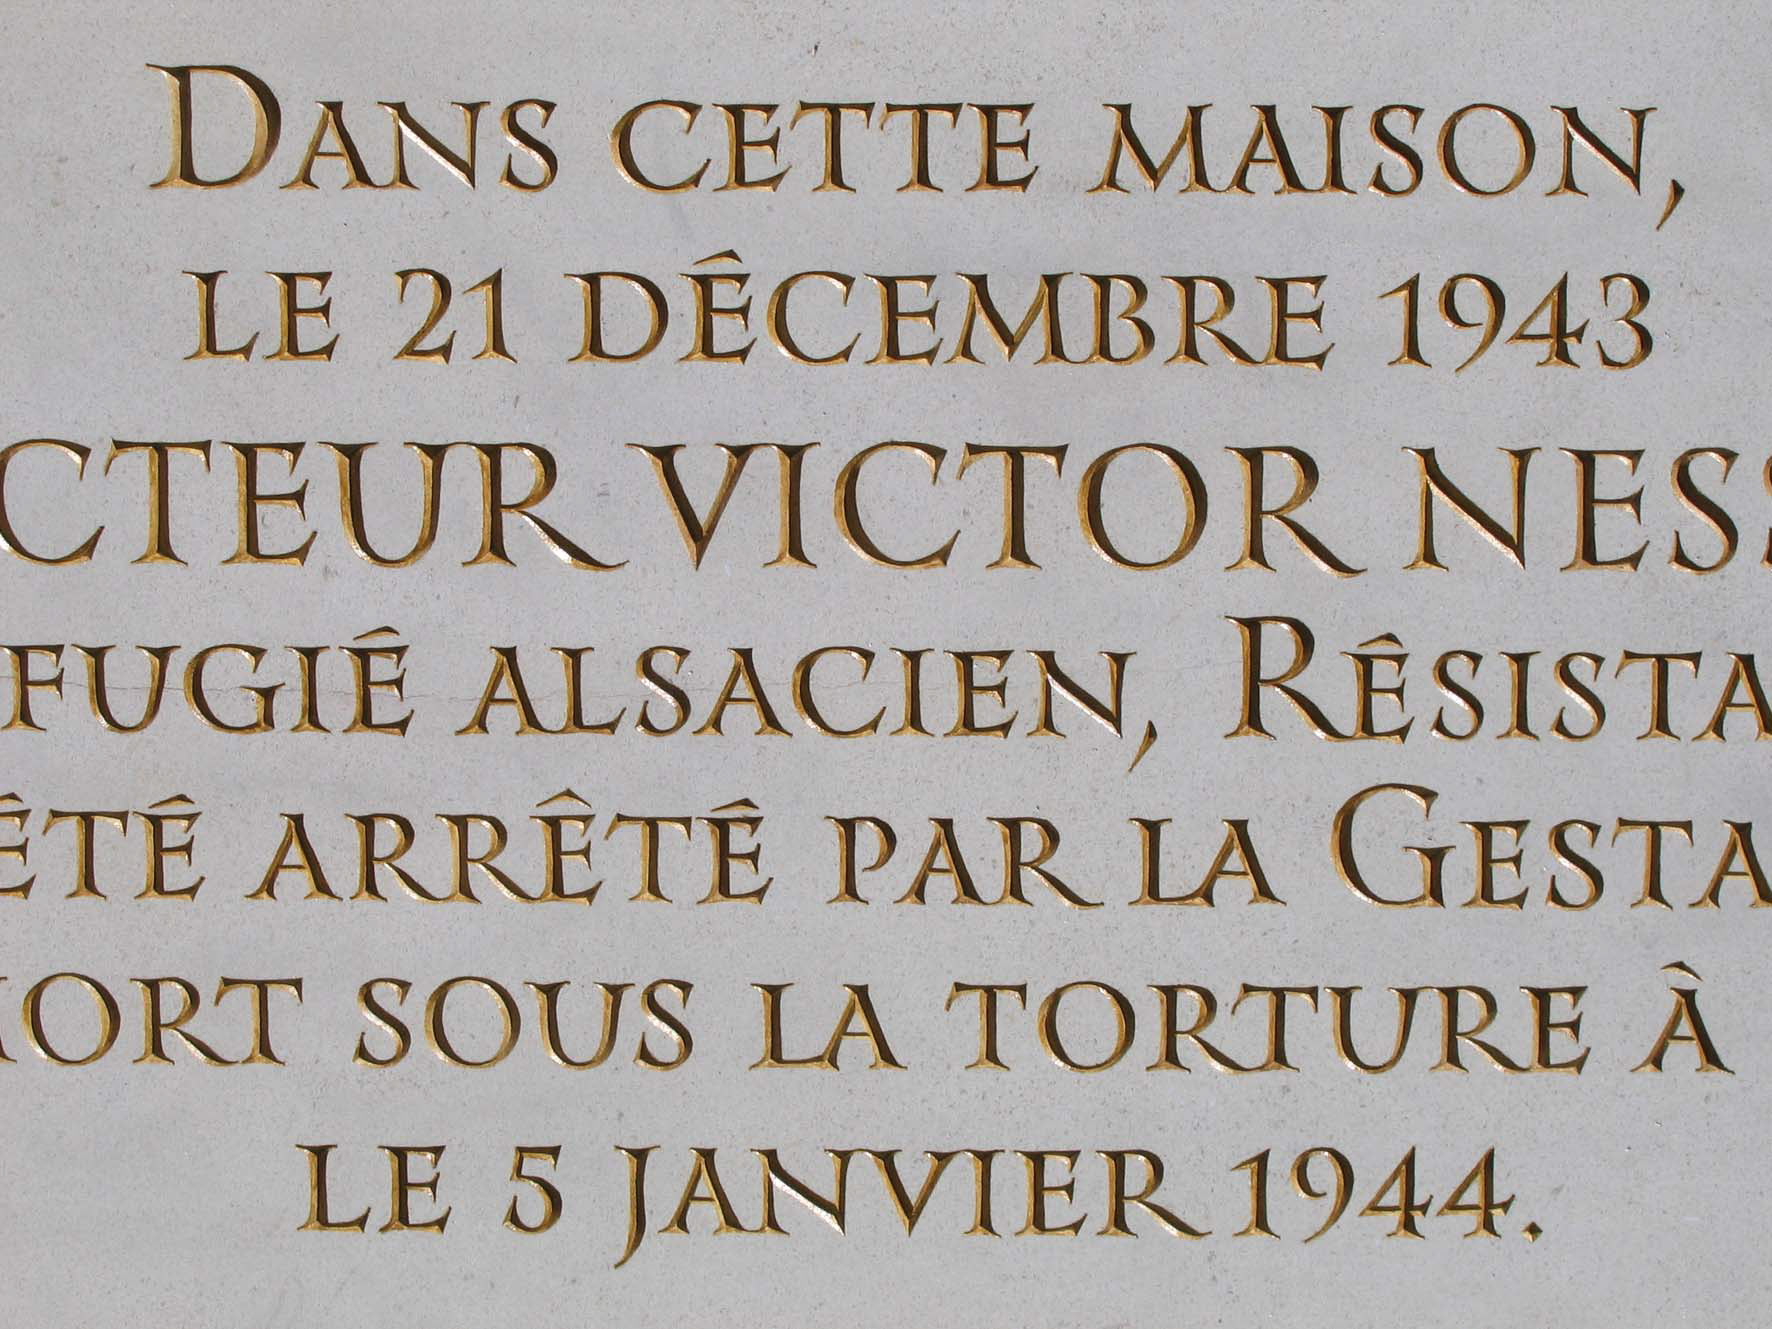 Dans cette maison,
le 21 décembre 1943
cteur Victor Ness
fugié alsacien, Résista
été arrêté par la Gesta
ort sous la torture à
le 5 janvier 1944.